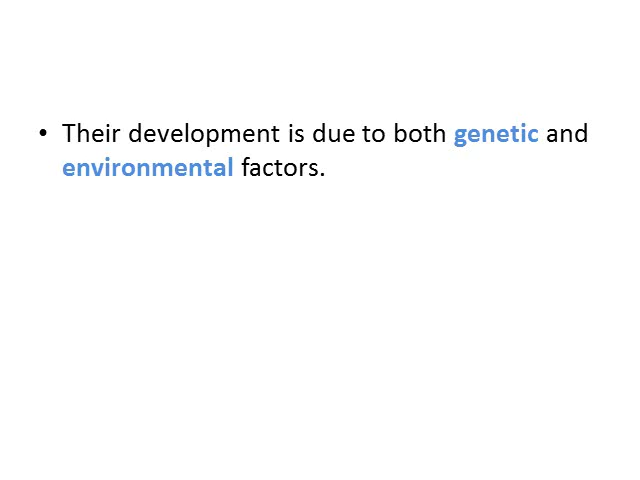 • Their development is due to both genetic and
environmental factors.